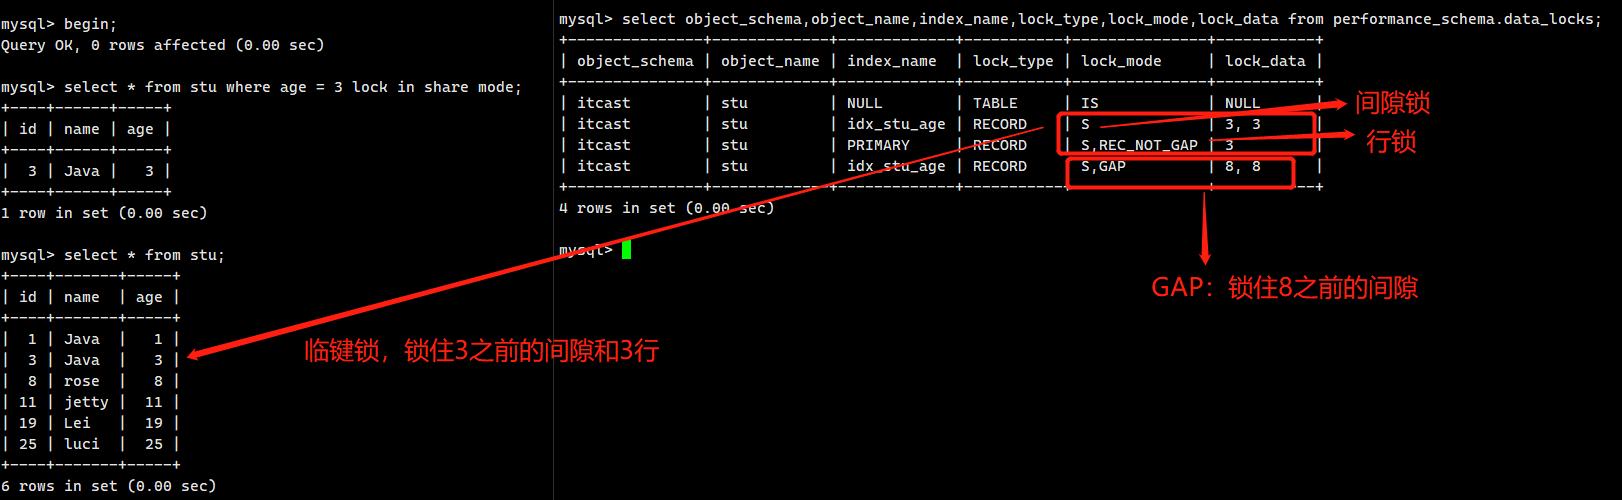 mysql> begin;
Query OK, 0 rows affected (0.00 sec)
mysql> select * from stu where age = 3 lock in share mode;
+----+------+-----+
| id | name | age |
+----+------+-----+
|  3 | Java |   3 |
+----+------+-----+
1 row in set (0.00 sec)
mysql> select * from stu;
+----+-------+-----+
| id | name  | age |
+----+-------+-----+
|  1 | Java  |   1 |
|  3 | Java  |   3 |
|  8 | rose  |   8 |
| 11 | jetty |  11 |
| 19 | Lei   |  19 |
| 25 | luci  |  25 |
+----+-------+-----+
6 rows in set (0.00 sec)
临键锁，锁住3之前的间隙和3行
mysql> select object_schema,object_name,index_name,lock_type,lock_mode,lock_data from performance_schema.data_locks;
+---------------+-------------+-------------+-----------+---------------+-----------+
| object_schema | object_name | index_name  | lock_type | lock_mode     | lock_data |
+---------------+-------------+-------------+-----------+---------------+-----------+
| itcast        | stu         | NULL        | TABLE     | IS            | NULL      |
| itcast        | stu         | idx_stu_age | RECORD    | S             | 3, 3      |
| itcast        | stu         | PRIMARY     | RECORD    | S,REC_NOT_GAP | 3         |
| itcast        | stu         | idx_stu_age | RECORD    | S,GAP         | 8, 8      |
+---------------+-------------+-------------+-----------+---------------+-----------+
4 rows in set (0.00 sec)
mysql>
间隙锁
行锁
GAP：锁住8之前的间隙